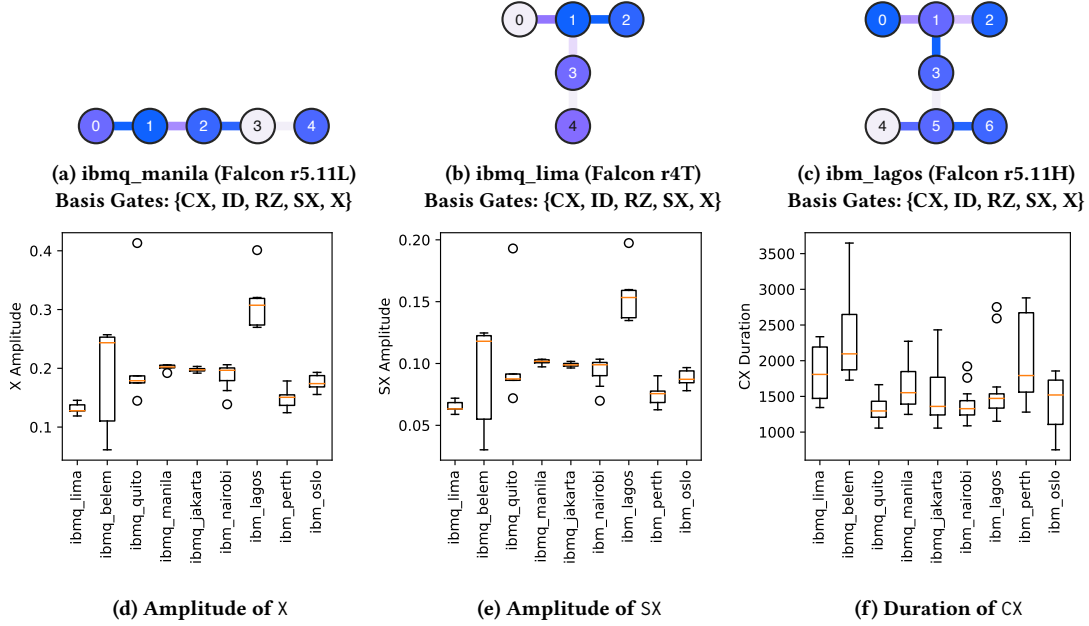 0 1 2
3
4
0 1 2 3 4
0 1 2
3
4 5 6
(a) ibmq_manila (Falcon r5.11L)
Basis Gates: {CX, ID, RZ, SX, X}
(b) ibmq_lima (Falcon r4T)
Basis Gates: {CX, ID, RZ, SX, X}
(c) ibm_lagos (Falcon r5.11H)
Basis Gates: {CX, ID, RZ, SX, X}
X Amplitude
0.4
0.3
0.2
0.1
ibmq_lima
ibmq_belem
ibmq_quito
ibmq_manila
ibmq_jakarta
ibm_nairobi
ibm_lagos
ibm_perth
ibm_oslo
(d) Amplitude of X
SX Amplitude
0.20
0.15
0.10
0.05
ibmq_lima
ibmq_belem
ibmq_quito
ibmq_manila
ibmq_jakarta
ibm_nairobi
ibm_lagos
ibm_perth
ibm_oslo
(e) Amplitude of SX
CX Duration
3500
3000
2500
2000
1500
1000
ibmq_lima
ibmq_belem
ibmq_quito
ibmq_manila
ibmq_jakarta
ibm_nairobi
ibm_lagos
ibm_perth
ibm_oslo
(f) Duration of CX